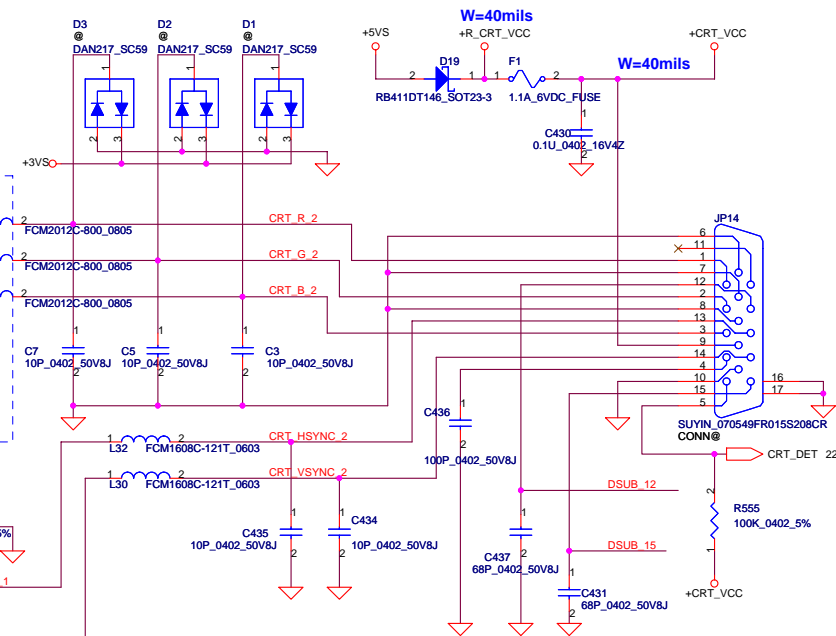 W=40mils
D3
D2
D1
@
@
@
DAN217_SC59
DAN217_SC59
DAN217_SC59
+5VS
+R_CRT_VCC
+CRT_VCC
D19
F1
W=40mils
1
1
1
2
1
1
2
RB411DT146_SOT23-3
1.1A_6VDC_FUSE
1
C430
0.1U_0402_16V4Z
2
2
3
2
3
2
3
+3VS
JP14
2
CRT_R_2
FCM2012C-800_0805
2
CRT_G_2
FCM2012C-800_0805
2
CRT_B_2
FCM2012C-800_0805
6
11
1
7
12
2
8
13
3
9
14
4
10
15
5
16
17
1
1
1
C7
C5
C3
10P_0402_50V8J
10P_0402_50V8J
10P_0402_50V8J
2
2
2
SUYIN_070549FR015S208CR
CONN@
1
C436
2
100P_0402_50V8J
CRT_HSYNC_2
1
2
L32
FCM1608C-121T_0603
CRT_VSYNC_2
1
2
L30
FCM1608C-121T_0603
CRT_DET 22
DSUB_12
2
R555
100K_0402_5%
1
+CRT_VCC
1
1
C435
C434
10P_0402_50V8J
10P_0402_50V8J
2
2
1
C437
2
68P_0402_50V8J
DSUB_15
1
C431
68P_0402_50V8J
2
5%
_1